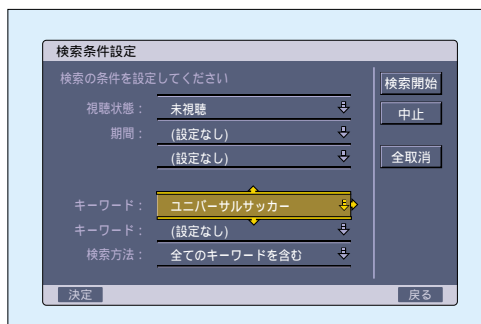 検索条件設定
検索の条件を設定してください
検索開始
視聴状態： 未視聴
中止
期間： (設定なし)
(設定なし)
全取消
キーワード： ユニバーサルサッカー
キーワード： (設定なし)
検索方法： 全てのキーワードを含む
決定 戻る